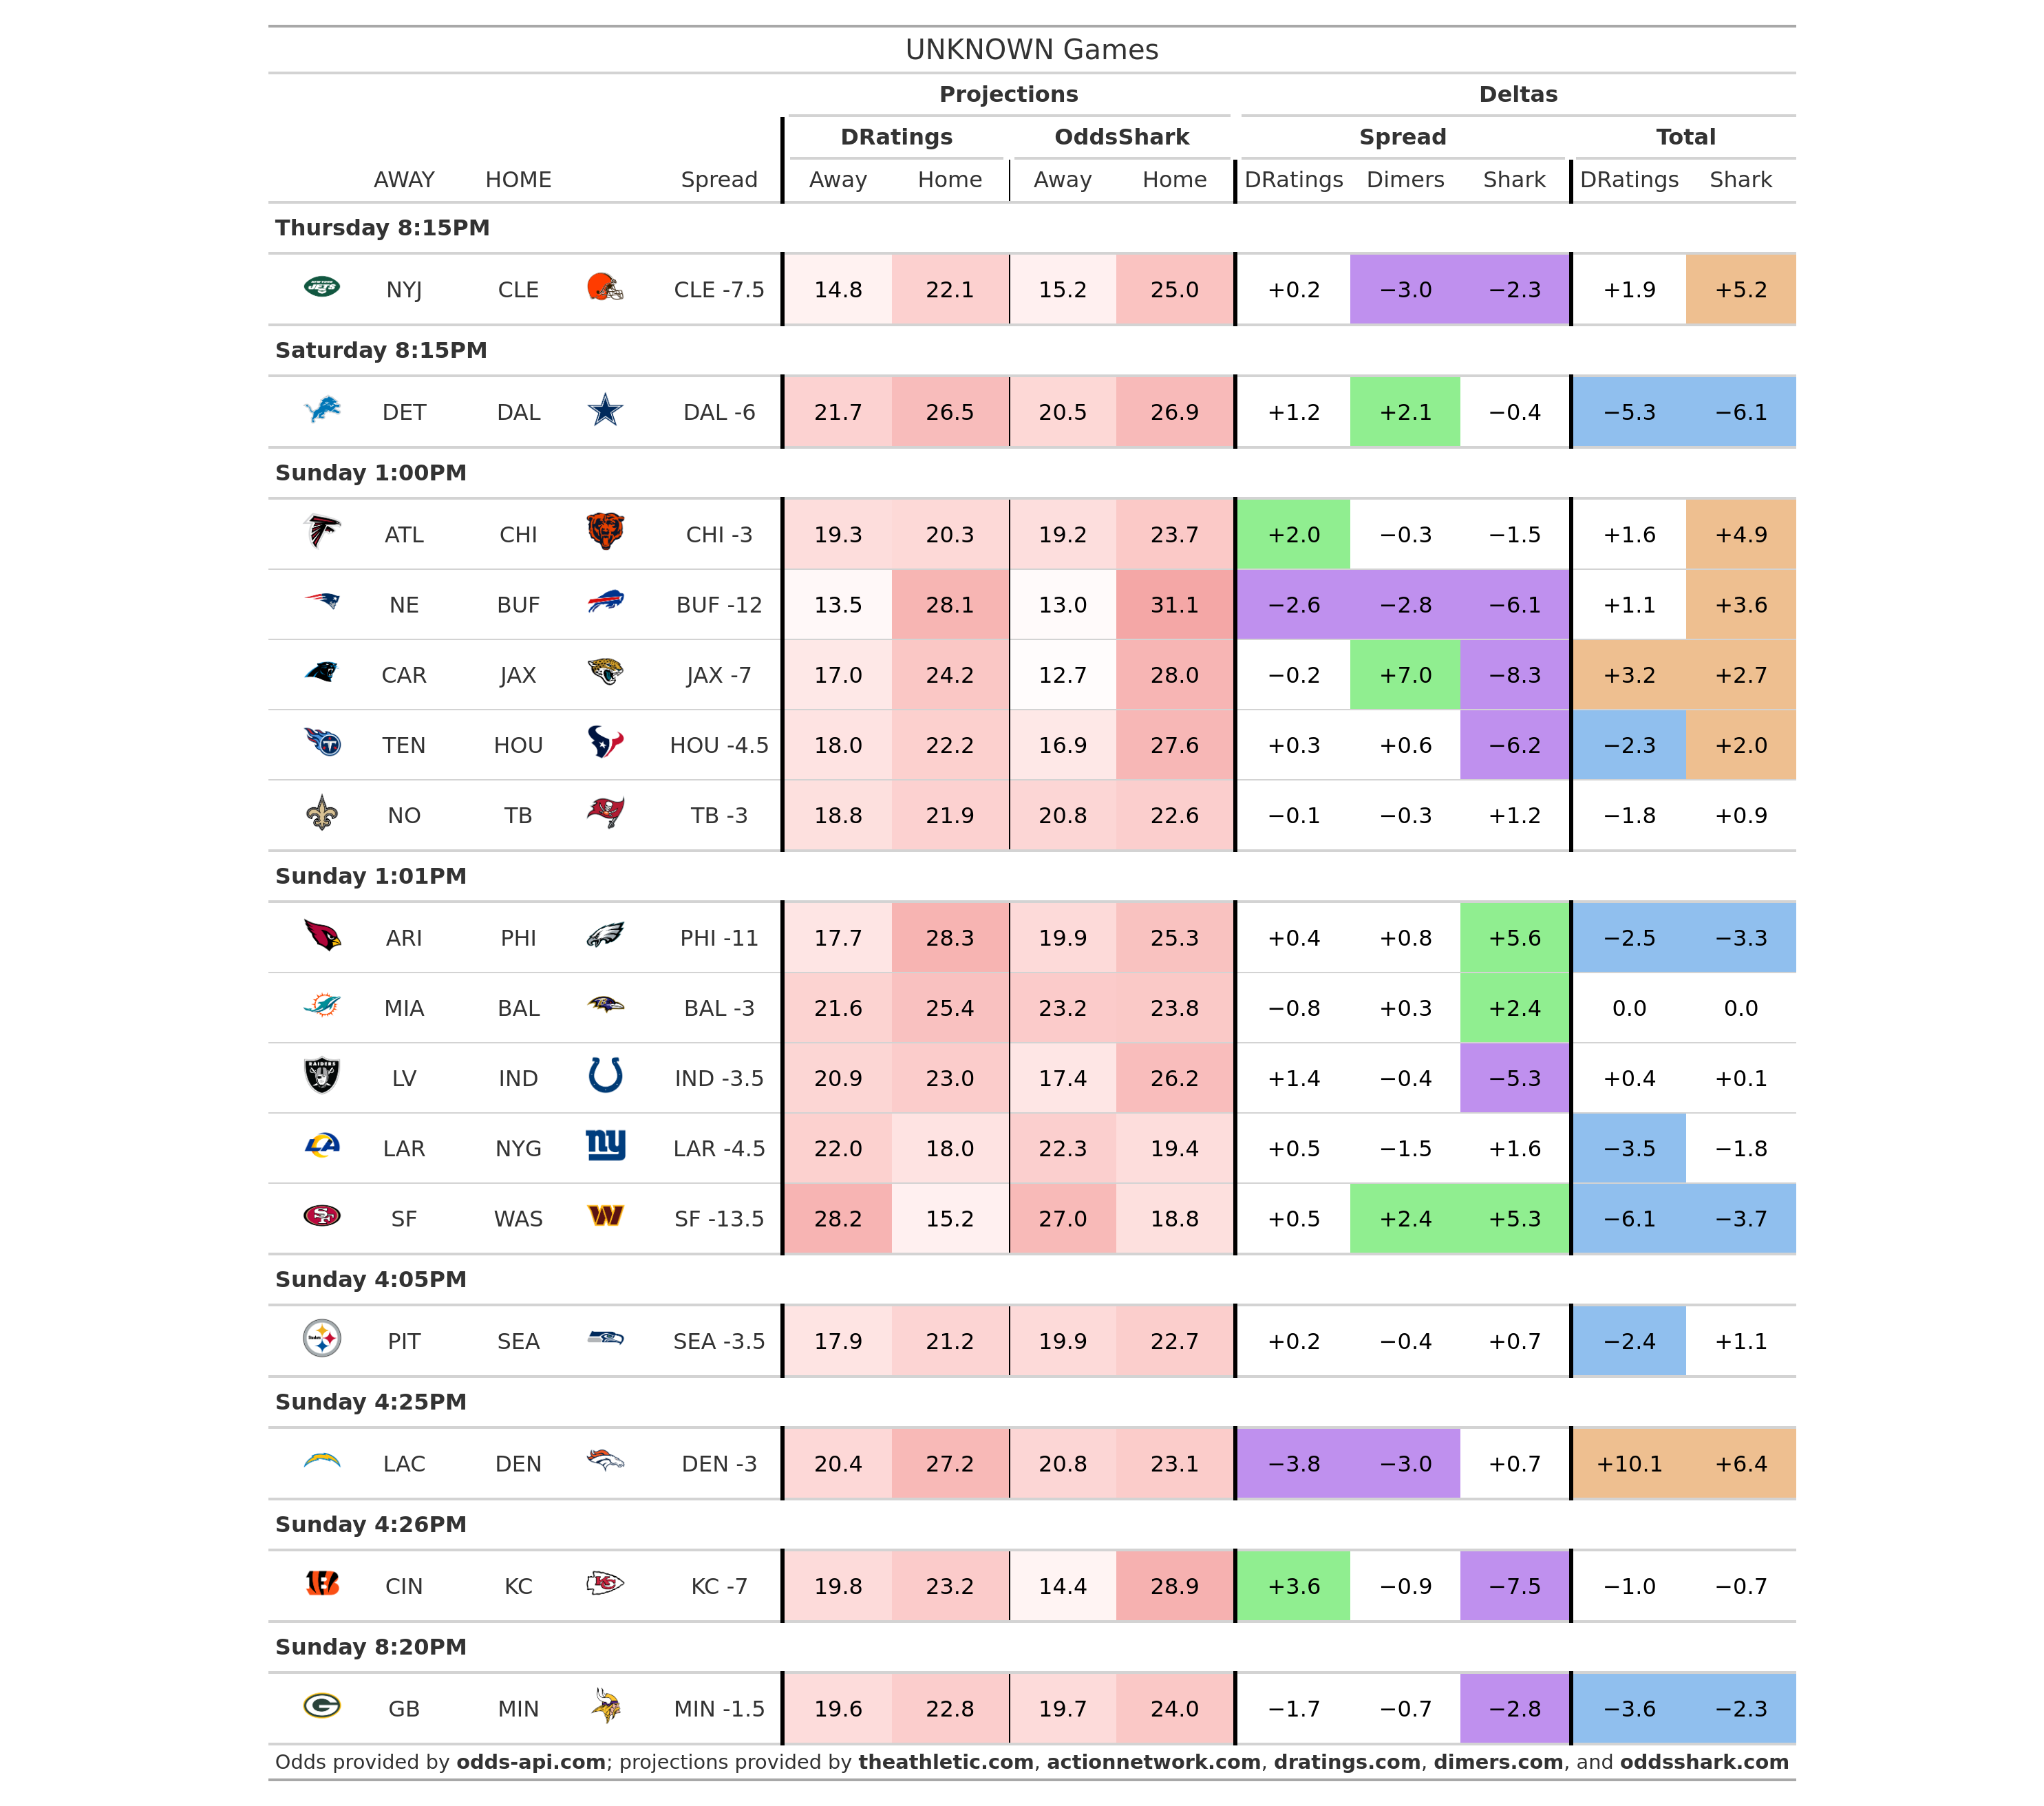 UNKNOWN Games
Projections Deltas
DRatings OddsShark Spread Total
AWAY HOME Spread Away Home Away Home DRatings Dimers Shark DRatings Shark
Thursday 8:15PM
NYJ CLE CLE -7.5 14.8 22.1 15.2 25.0 +0.2 −3.0 −2.3 +1.9 +5.2
Saturday 8:15PM
DET DAL DAL -6 21.7 26.5 20.5 26.9 +1.2 +2.1 −0.4 −5.3 −6.1
Sunday 1:00PM
ATL CHI CHI -3 19.3 20.3 19.2 23.7 +2.0 −0.3 −1.5 +1.6 +4.9
NE BUF BUF -12 13.5 28.1 13.0 31.1 −2.6 −2.8 −6.1 +1.1 +3.6
CAR JAX JAX -7 17.0 24.2 12.7 28.0 −0.2 +7.0 −8.3 +3.2 +2.7
TEN HOU HOU -4.5 18.0 22.2 16.9 27.6 +0.3 +0.6 −6.2 −2.3 +2.0
NO TB TB -3 18.8 21.9 20.8 22.6 −0.1 −0.3 +1.2 −1.8 +0.9
Sunday 1:01PM
ARI PHI PHI -11 17.7 28.3 19.9 25.3 +0.4 +0.8 +5.6 −2.5 −3.3
MIA BAL BAL -3 21.6 25.4 23.2 23.8 −0.8 +0.3 +2.4 0.0 0.0
LV IND IND -3.5 20.9 23.0 17.4 26.2 +1.4 −0.4 −5.3 +0.4 +0.1
LAR NYG LAR -4.5 22.0 18.0 22.3 19.4 +0.5 −1.5 +1.6 −3.5 −1.8
SF WAS SF -13.5 28.2 15.2 27.0 18.8 +0.5 +2.4 +5.3 −6.1 −3.7
Sunday 4:05PM
PIT SEA SEA -3.5 17.9 21.2 19.9 22.7 +0.2 −0.4 +0.7 −2.4 +1.1
Sunday 4:25PM
LAC DEN DEN -3 20.4 27.2 20.8 23.1 −3.8 −3.0 +0.7 +10.1 +6.4
Sunday 4:26PM
CIN KC KC -7 19.8 23.2 14.4 28.9 +3.6 −0.9 −7.5 −1.0 −0.7
Sunday 8:20PM
GB MIN MIN -1.5 19.6 22.8 19.7 24.0 −1.7 −0.7 −2.8 −3.6 −2.3
Odds provided by odds-api.com; projections provided by theathletic.com, actionnetwork.com, dratings.com, dimers.com, and oddsshark.com